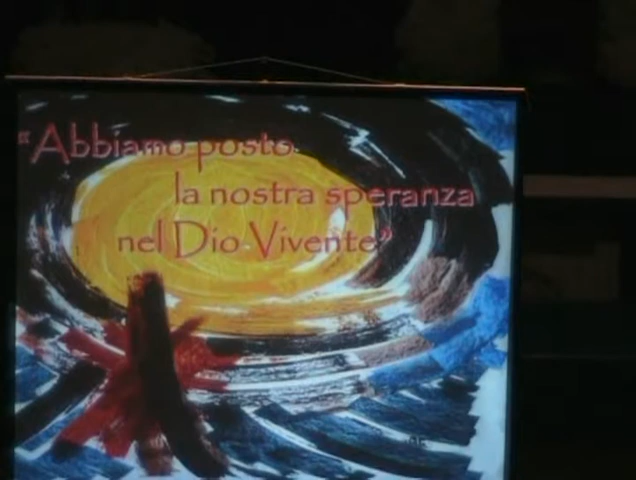 "Abbiamo posto
la nostra speranza
nel Dio Vivente"